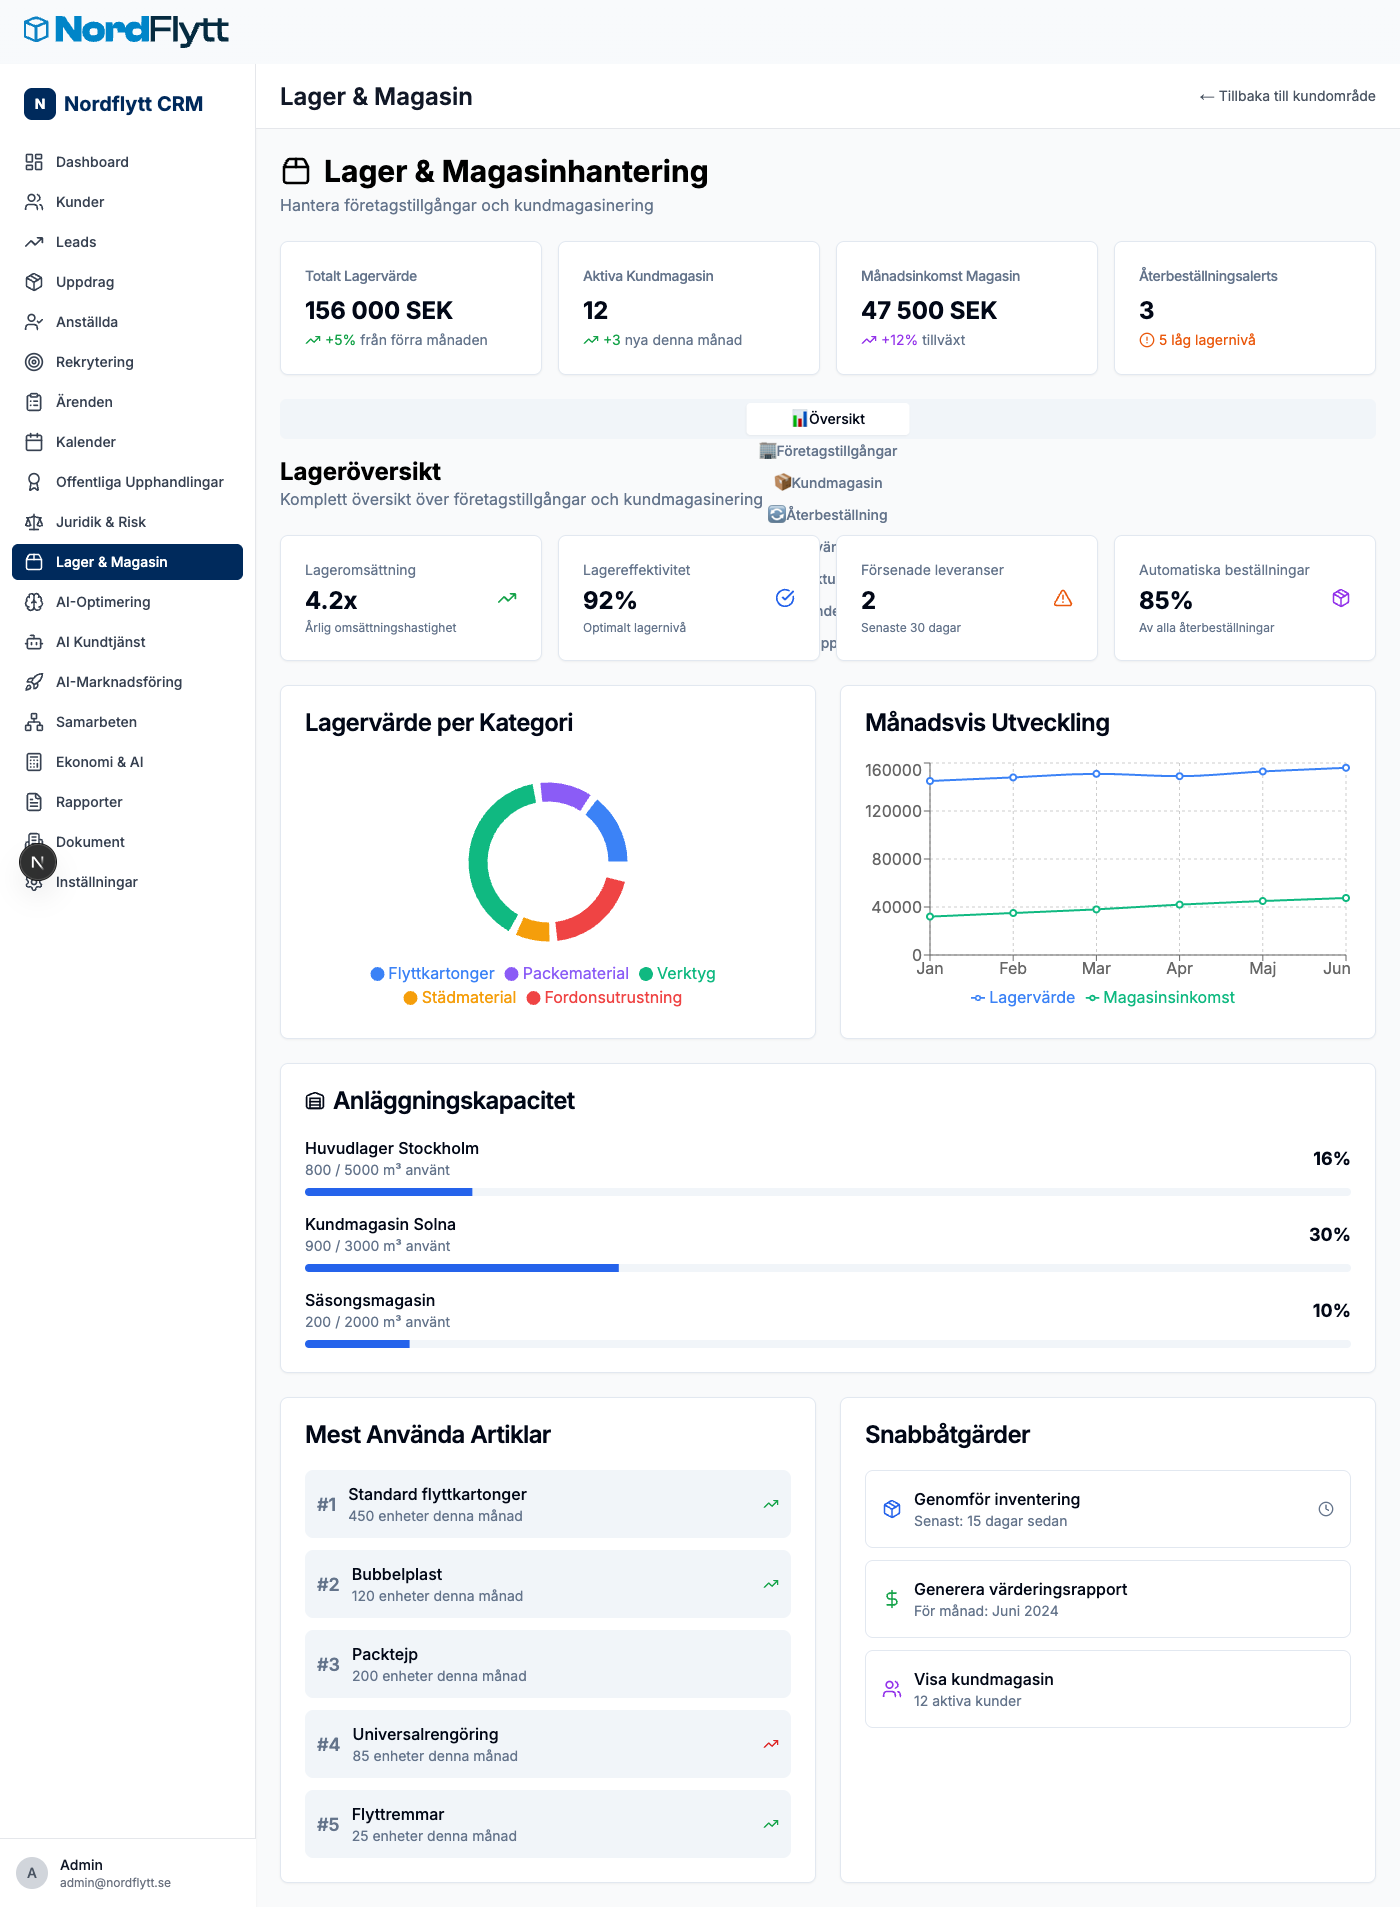 NordFlytt
N
Nordflytt CRM
Dashboard
Kunder
Leads
Uppdrag
Anställda
Rekrytering
Ärenden
Kalender
Offentliga Upphandlingar
Juridik & Risk
Lager & Magasin
AI-Optimering
AI Kundtjänst
AI-Marknadsföring
Samarbeten
Ekonomi & AI
Rapporter
Dokument
N
Inställningar
A
Admin
admin@nordflytt.se
Lager & Magasin
← Tillbaka till kundområde
Lager & Magasinhantering
Hantera företagstillgångar och kundmagasinering
Totalt Lagervärde
156 000 SEK
+5% från förra månaden
Aktiva Kundmagasin
12
+3 nya denna månad
Månadsinkomst Magasin
47 500 SEK
+12% tillväxt
Återbeställningsalerts
3
5 låg lagernivå
Översikt
Företagstillgångar
Kundmagasin
Återbeställning
Lageröversikt
Komplett översikt över företagstillgångar och kundmagasinering
Lageromsättning
4.2x
Årlig omsättningshastighet
Lagereffektivitet
92%
Optimalt lagernivå
Försenade leveranser
2
Senaste 30 dagar
Automatiska beställningar
85%
Av alla återbeställningar
Lagervärde per Kategori
Flyttkartonger Packematerial Verktyg
Städmaterial Fordonsutrustning
Månadsvis Utveckling
160000
120000
80000
40000
0
Jan Feb Mar Apr Maj Jun
Lagervärde Magasinsinkomst
Anläggningskapacitet
Huvudlager Stockholm
800 / 5000 m³ använt
16%
Kundmagasin Solna
900 / 3000 m³ använt
30%
Säsongsmagasin
200 / 2000 m³ använt
10%
Mest Använda Artiklar
#1
Standard flyttkartonger
450 enheter denna månad
#2
Bubbelplast
120 enheter denna månad
#3
Packtejp
200 enheter denna månad
#4
Universalrengöring
85 enheter denna månad
#5
Flyttremmar
25 enheter denna månad
Snabbåtgärder
Genomför inventering
Senast: 15 dagar sedan
Generera värderingsrapport
För månad: Juni 2024
Visa kundmagasin
12 aktiva kunder